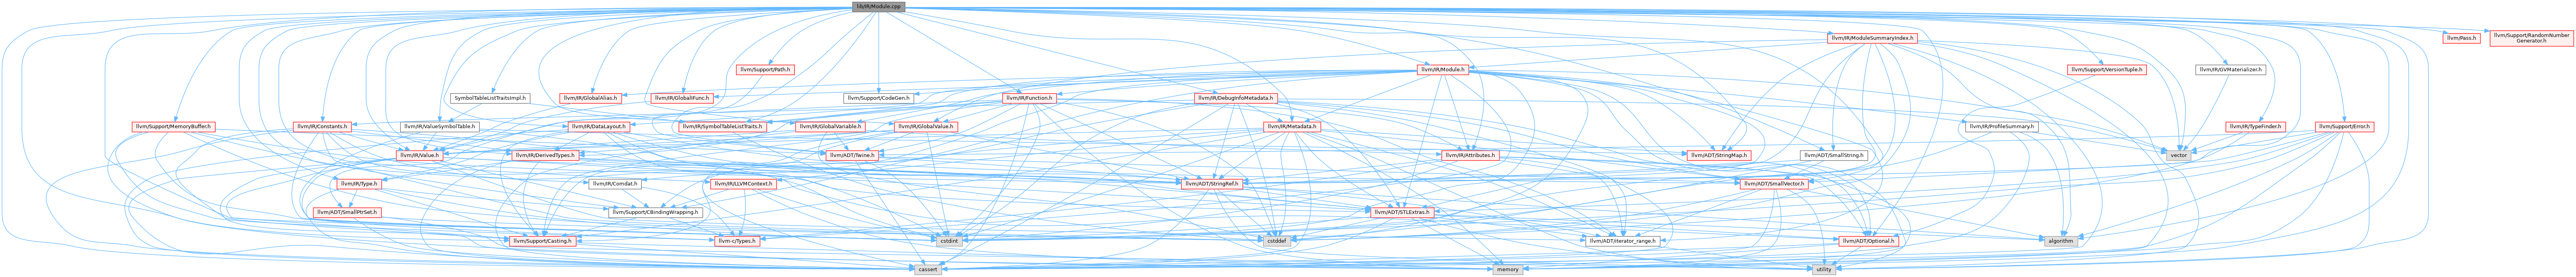 lib/IR/Module.cpp
llvm/IR/ModuleSummaryIndex.h
llvm/Pass.h
llvm/Support/RandomNumber
Generator.h
llvm/Support/Path.h
llvm/IR/Module.h
llvm/Support/VersionTuple.h
llvm/IR/GVMaterializer.h
SymbolTableListTraitsImpl.h
llvm/IR/GlobalAlias.h
llvm/IR/GlobalIFunc.h
llvm/Support/CodeGen.h
llvm/IR/Function.h
llvm/IR/DebugInfoMetadata.h
llvm/Support/MemoryBuffer.h
llvm/IR/Constants.h
llvm/IR/ValueSymbolTable.h
llvm/IR/DataLayout.h
llvm/IR/SymbolTableListTraits.h
llvm/IR/GlobalVariable.h
llvm/IR/GlobalValue.h
llvm/IR/Metadata.h
llvm/IR/ProfileSummary.h
llvm/IR/TypeFinder.h
llvm/Support/Error.h
llvm/IR/Value.h
llvm/IR/DerivedTypes.h
llvm/ADT/Twine.h
llvm/IR/Attributes.h
llvm/ADT/StringMap.h
llvm/ADT/SmallString.h
vector
llvm/IR/Type.h
llvm/IR/Comdat.h
llvm/IR/LLVMContext.h
llvm/ADT/StringRef.h
llvm/ADT/SmallVector.h
llvm/ADT/SmallPtrSet.h
llvm/Support/CBindingWrapping.h
llvm/ADT/STLExtras.h
llvm/Support/Casting.h
llvm-c/Types.h
cstdint
cstddef
llvm/ADT/iterator_range.h
llvm/ADT/Optional.h
algorithm
cassert
memory
utility